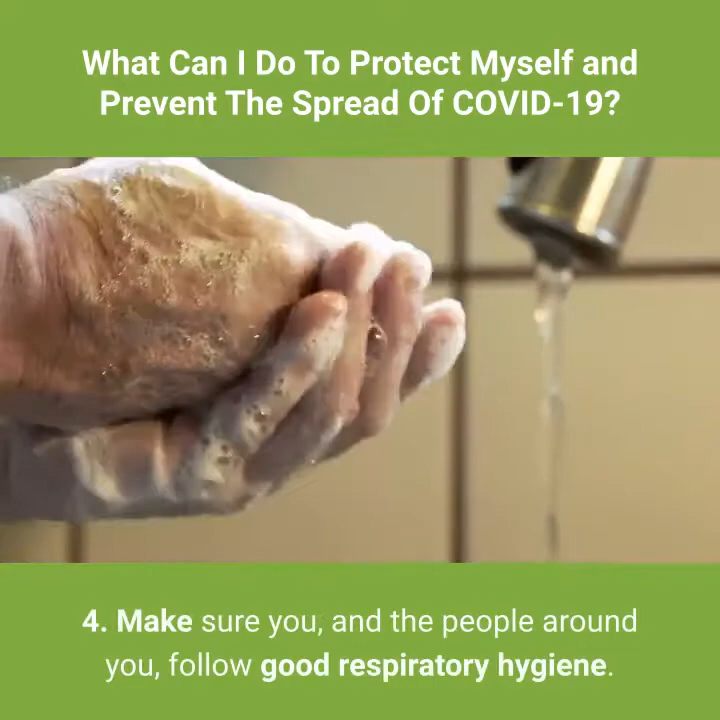 What Can I Do To Protect Myself and
Prevent The Spread Of COVID-19?
4. Make sure you, and the people around
you, follow good respiratory hygiene.